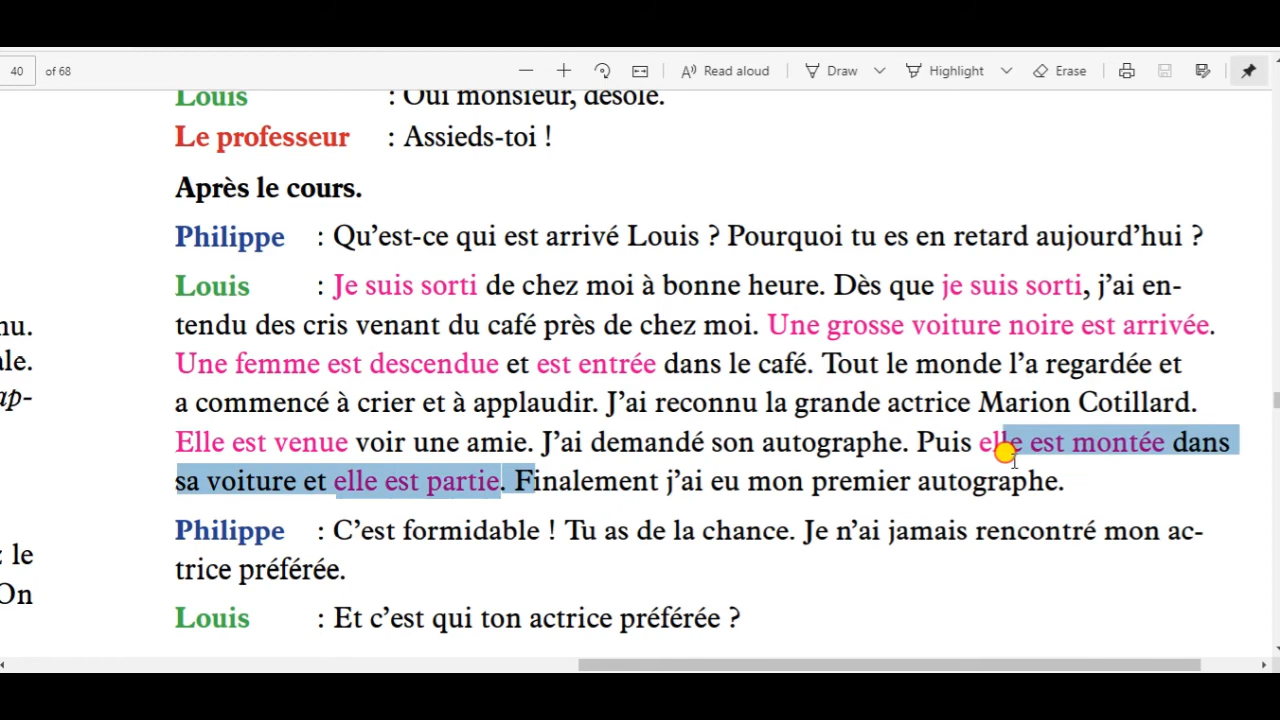 40 of 68 Read aloud Draw Highlight Erase
Louis : Oui monsieur, désolé.
Le professeur : Assieds-toi !
Après le cours.
Philippe : Qu'est-ce qui est arrivé Louis ? Pourquoi tu es en retard aujourd'hui ?
Louis : Je suis sorti de chez moi à bonne heure. Dès que je suis sorti, j'ai en-
tendu des cris venant du café près de chez moi. Une grosse voiture noire est arrivée.
Une femme est descendue et est entrée dans le café. Tout le monde l'a regardée et
a commencé à crier et à applaudir. J'ai reconnu la grande actrice Marion Cotillard.
Elle est venue voir une amie. J'ai demandé son autographe. Puis elle est montée dans
sa voiture et elle est partie. Finalement j'ai eu mon premier autographe.
Philippe : C'est formidable ! Tu as de la chance. Je n'ai jamais rencontré mon ac-
trice préférée.
Louis : Et c'est qui ton actrice préférée ?
nu.
ale.
ap-
z le
On